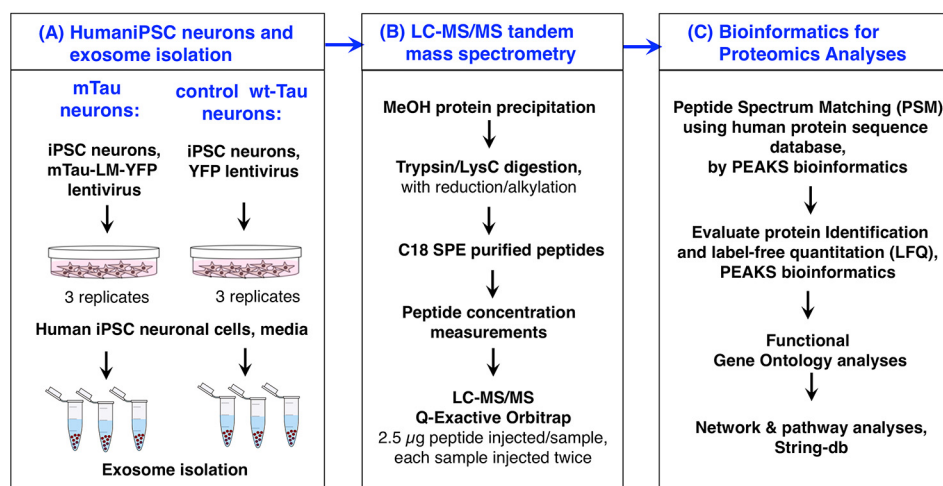 (A) HumaniPSC neurons and
exosome isolation
mTau
neurons:
control wt-Tau
neurons:
iPSC neurons,
mTau-LM-YFP
lentivirus
iPSC neurons,
YFP lentivirus
3 replicates
3 replicates
Human iPSC neuronal cells, media
Exosome isolation
(B) LC-MS/MS tandem
mass spectrometry
MeOH protein precipitation
Trypsin/LysC digestion,
with reduction/alkylation
C18 SPE purified peptides
Peptide concentration
measurements
LC-MS/MS
Q-Exactive Orbitrap
2.5 µg peptide injected/sample,
each sample injected twice
(C) Bioinformatics for
Proteomics Analyses
Peptide Spectrum Matching (PSM)
using human protein sequence
database,
by PEAKS bioinformatics
Evaluate protein Identification
and label-free quantitation (LFQ),
PEAKS bioinformatics
Functional
Gene Ontology analyses
Network & pathway analyses,
String-db